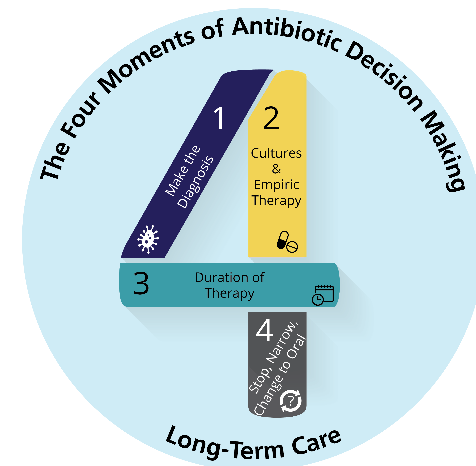 The Four Moments of Antibiotic Decision Making
1
Make the
Diagnosis
2
Cultures
&
Empiric
Therapy
3
Duration of
Therapy
4
Stop, Narrow,
Change to Oral
?
Long-Term Care